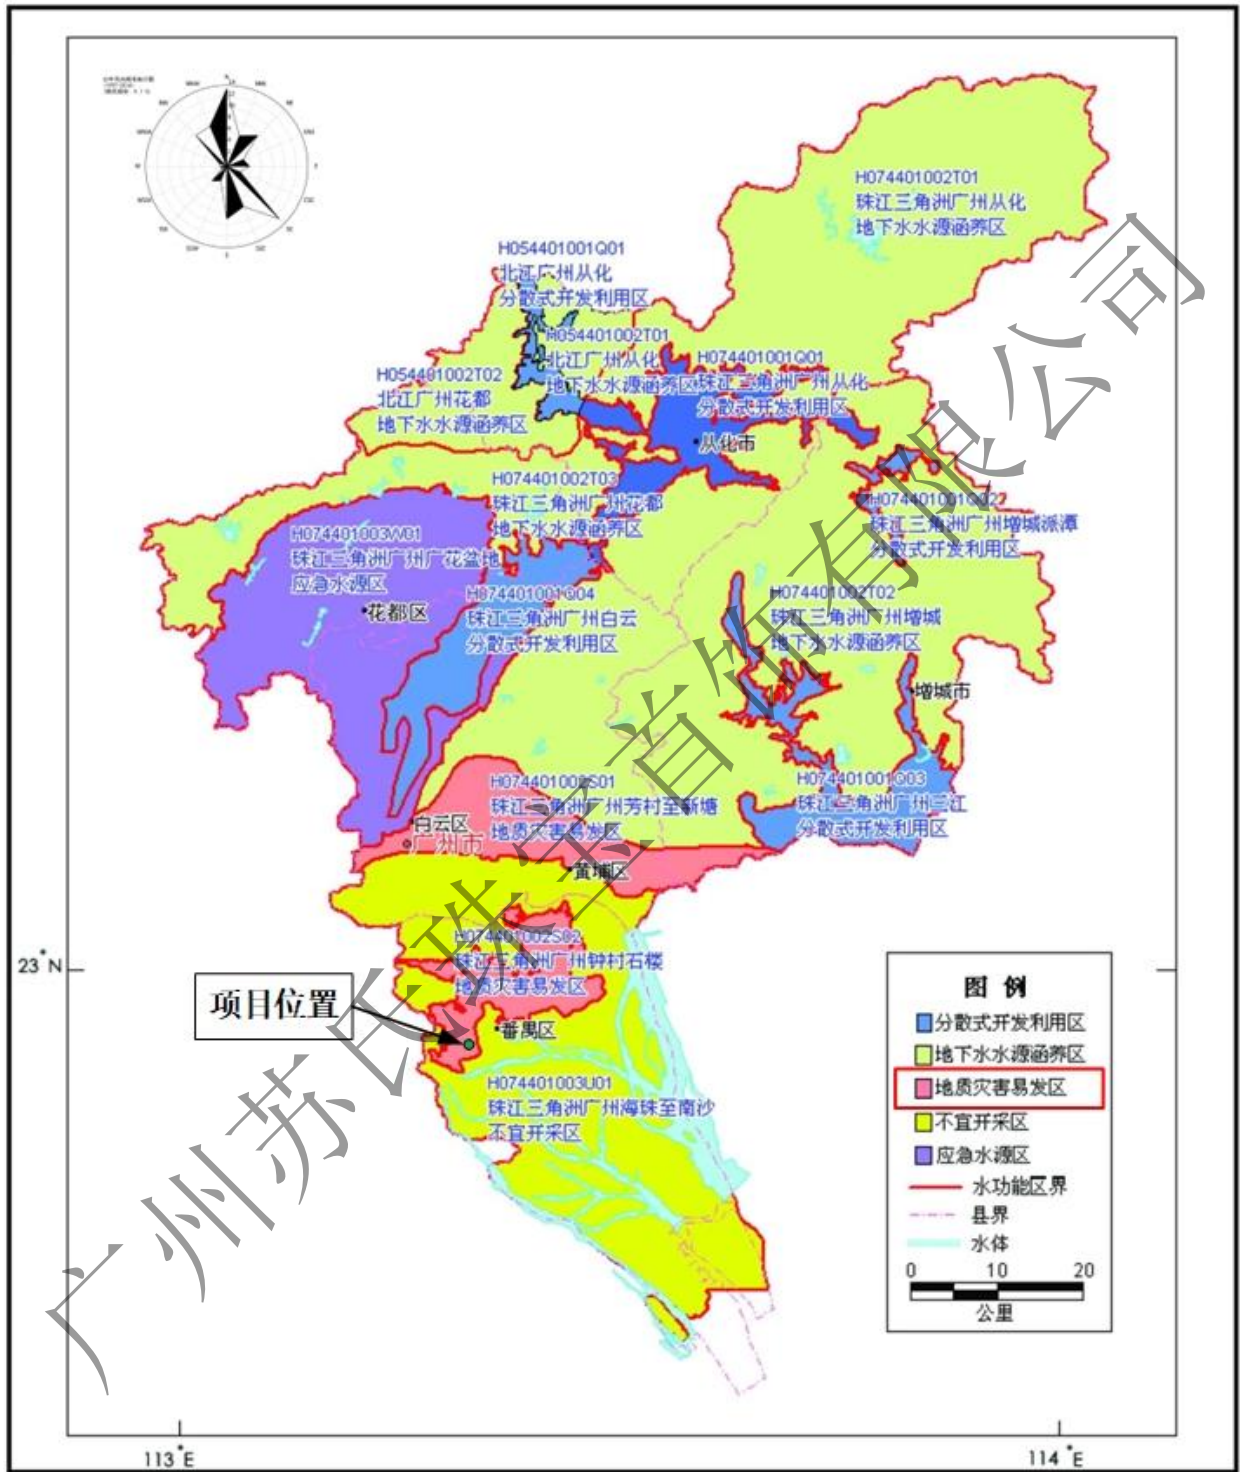 H074401002T01
珠江三角洲广州从化
地下水水源涵养区
H054401001Q01
北江广州从化
分散式开发利用区
H054401002T01
北江广州从化
地下水水源涵养区
H074401001Q01
珠江三角洲广州从化
分散式开发利用区
H054401002T02
北江广州花都
地下水水源涵养区
从化市
H074401002T03
珠江三角洲广州花都
地下水水源涵养区
H074401001Q02
珠江三角洲广州增城派潭
分散式开发利用区
H074401003W01
珠江三角洲广州广花盆地
应急水源区
花都区
H074401001Q04
珠江三角洲广州白云
分散式开发利用区
H074401002T02
珠江三角洲广州增城
地下水水源涵养区
增城市
H074401002S01
珠江三角洲广州芳村至新塘
地质灾害易发区
H074401001Q03
珠江三角洲广州三江
分散式开发利用区
白云区
广州市
黄埔区
H074401002S02
珠江三角洲广州钟村石楼
地质灾害易发区
23°N
项目位置
番禺区
H074401003U01
珠江三角洲广州海珠至南沙
不宜开采区
图例
分散式开发利用区
地下水水源涵养区
地质灾害易发区
不宜开采区
应急水源区
水功能区界
县界
水体
0 10 20
公里
113°E
114°E
广州苏氏珠宝首饰有限公司